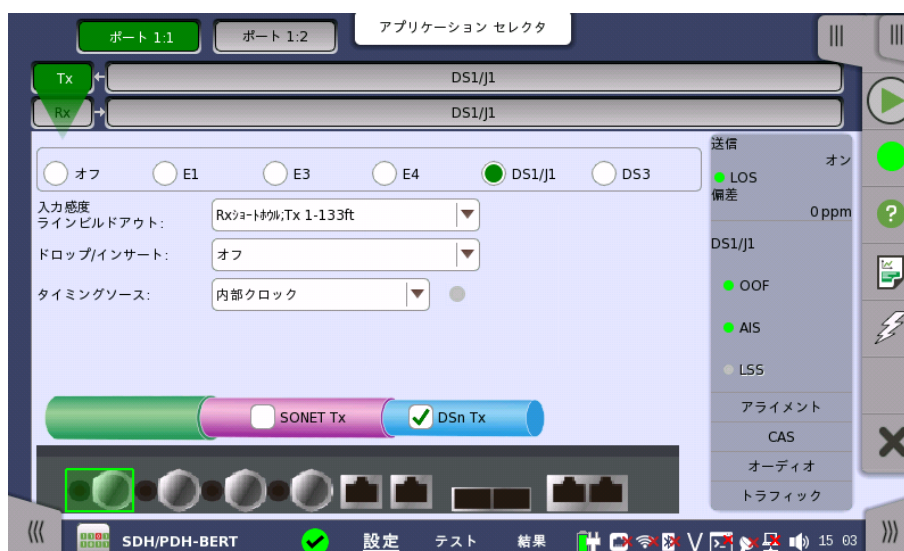 ポート 1:1
ポート 1:2
アプリケーション セレクタ
Tx
DS1/J1
Rx
DS1/J1
オフ
E1
E3
E4
DS1/J1
DS3
入力感度
ラインビルドアウト:
Rxｼｮｰﾄﾎｳﾙ;Tx 1-133ft
ドロップ/インサート:
オフ
タイミングソース:
内部クロック
SONET Tx
DSn Tx
送信
オン
LOS
偏差
0 ppm
DS1/J1
OOF
AIS
LSS
アライメント
CAS
オーディオ
トラフィック
SDH/PDH-BERT
設定
テスト
結果
15 03